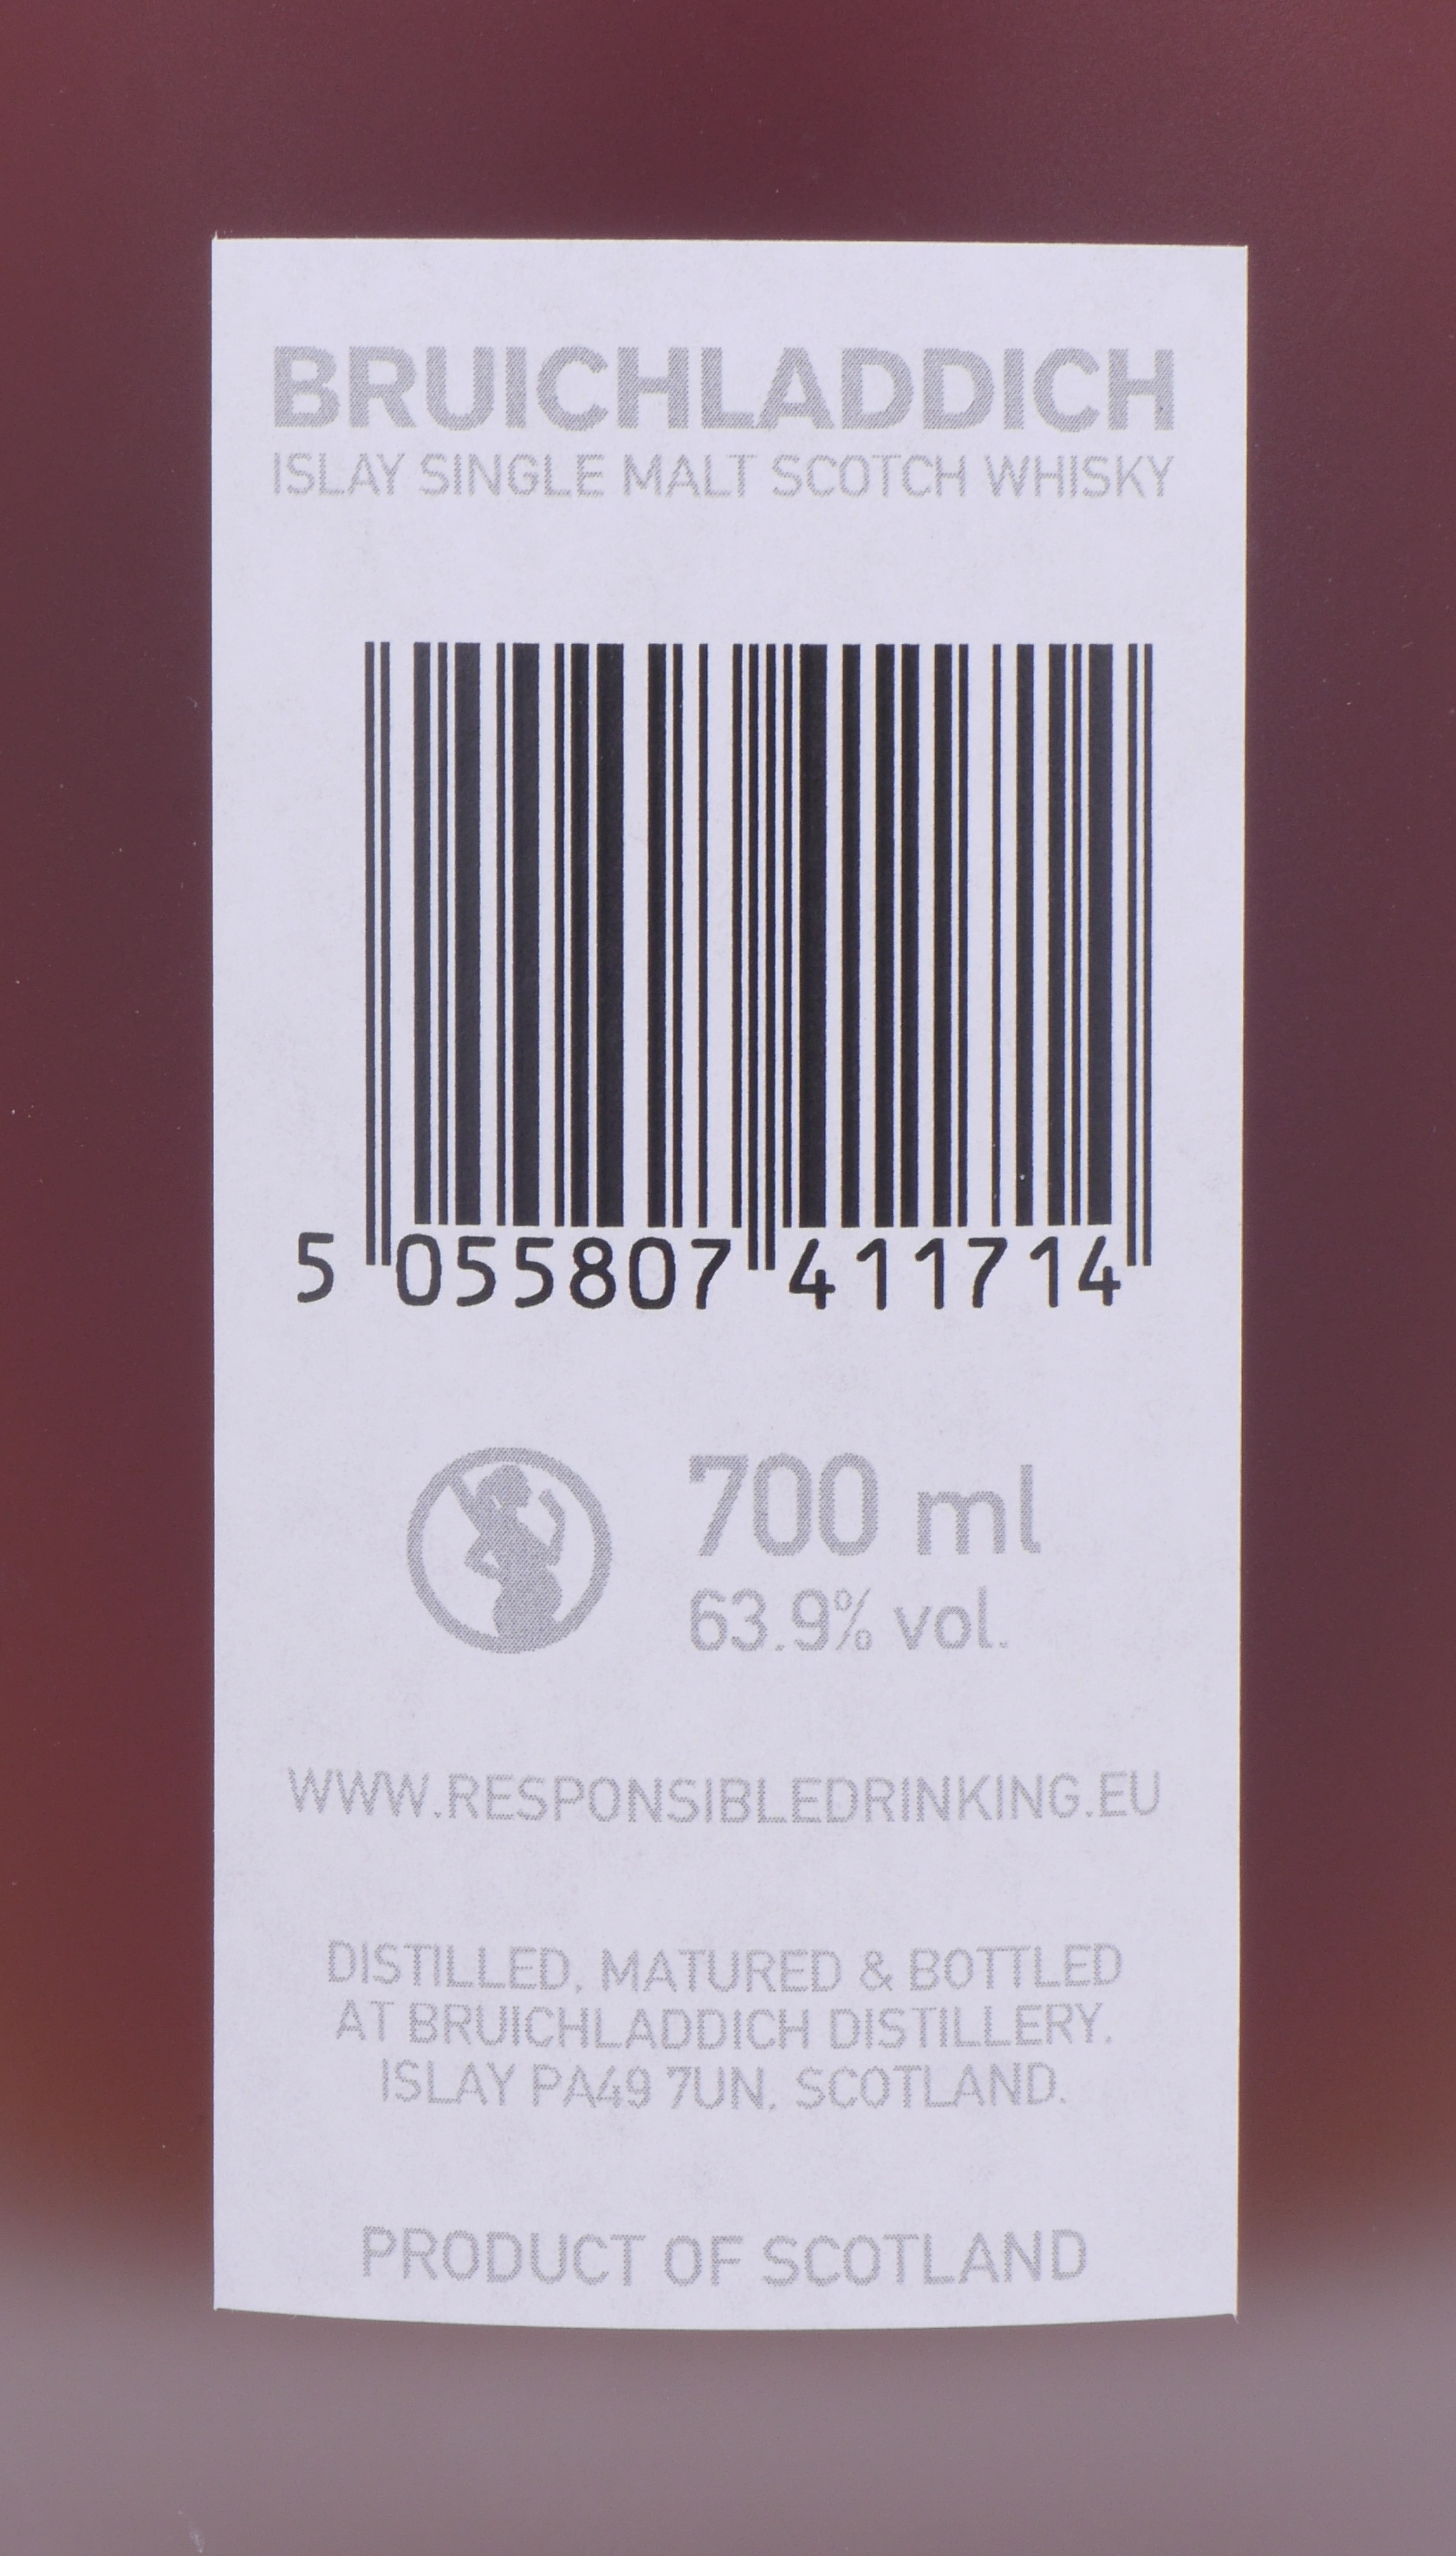 BRUICHLADDICH
ISLAY SINGLE MALT SCOTCH WHISKY
5 055807 411714
700 ml
63.9% vol.
WWW.RESPONSIBLEDRINKING.EU
DISTILLED, MATURED & BOTTLED
AT BRUICHLADDICH DISTILLERY.
ISLAY PA49 7UN. SCOTLAND.
PRODUCT OF SCOTLAND